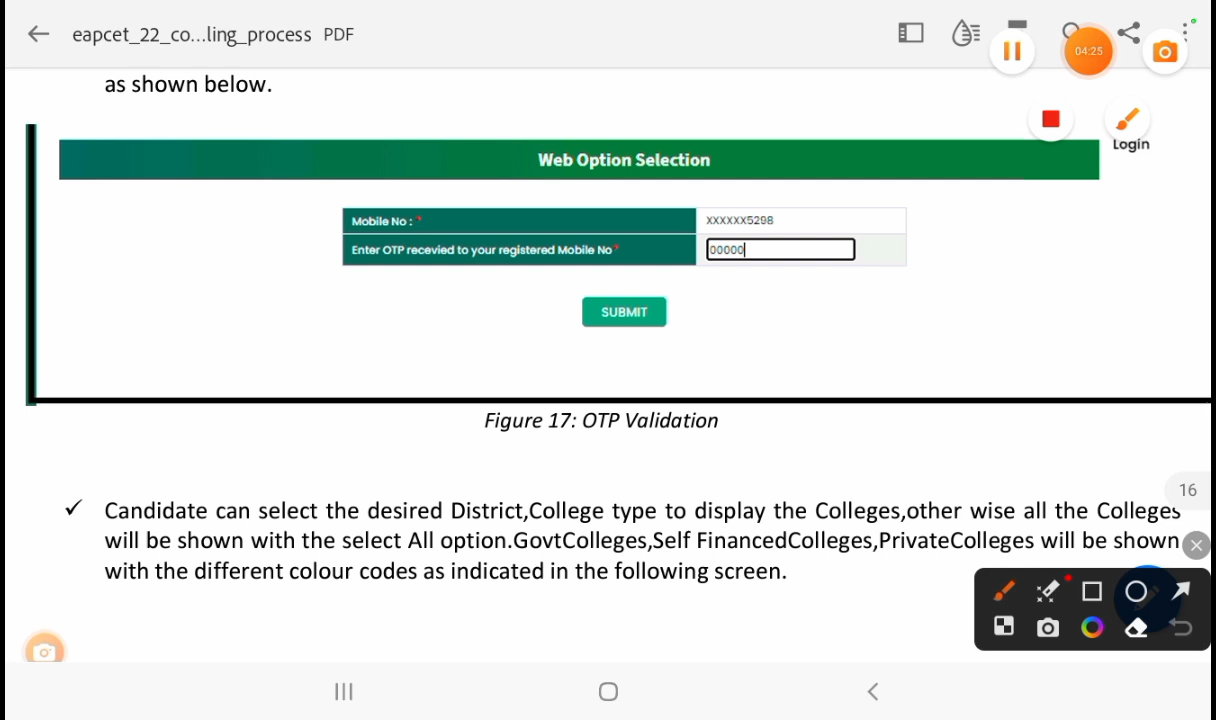 eapcet_22_co...ling_process PDF
04:25
as shown below.
Login
Web Option Selection
Mobile No : * XXXXXX5298
Enter OTP recevied to your registered Mobile No* 00000
SUBMIT
Figure 17: OTP Validation
16
✓ Candidate can select the desired District,College type to display the Colleges,other wise all the Colleges
will be shown with the select All option.GovtColleges,Self FinancedColleges,PrivateColleges will be shown
with the different colour codes as indicated in the following screen.